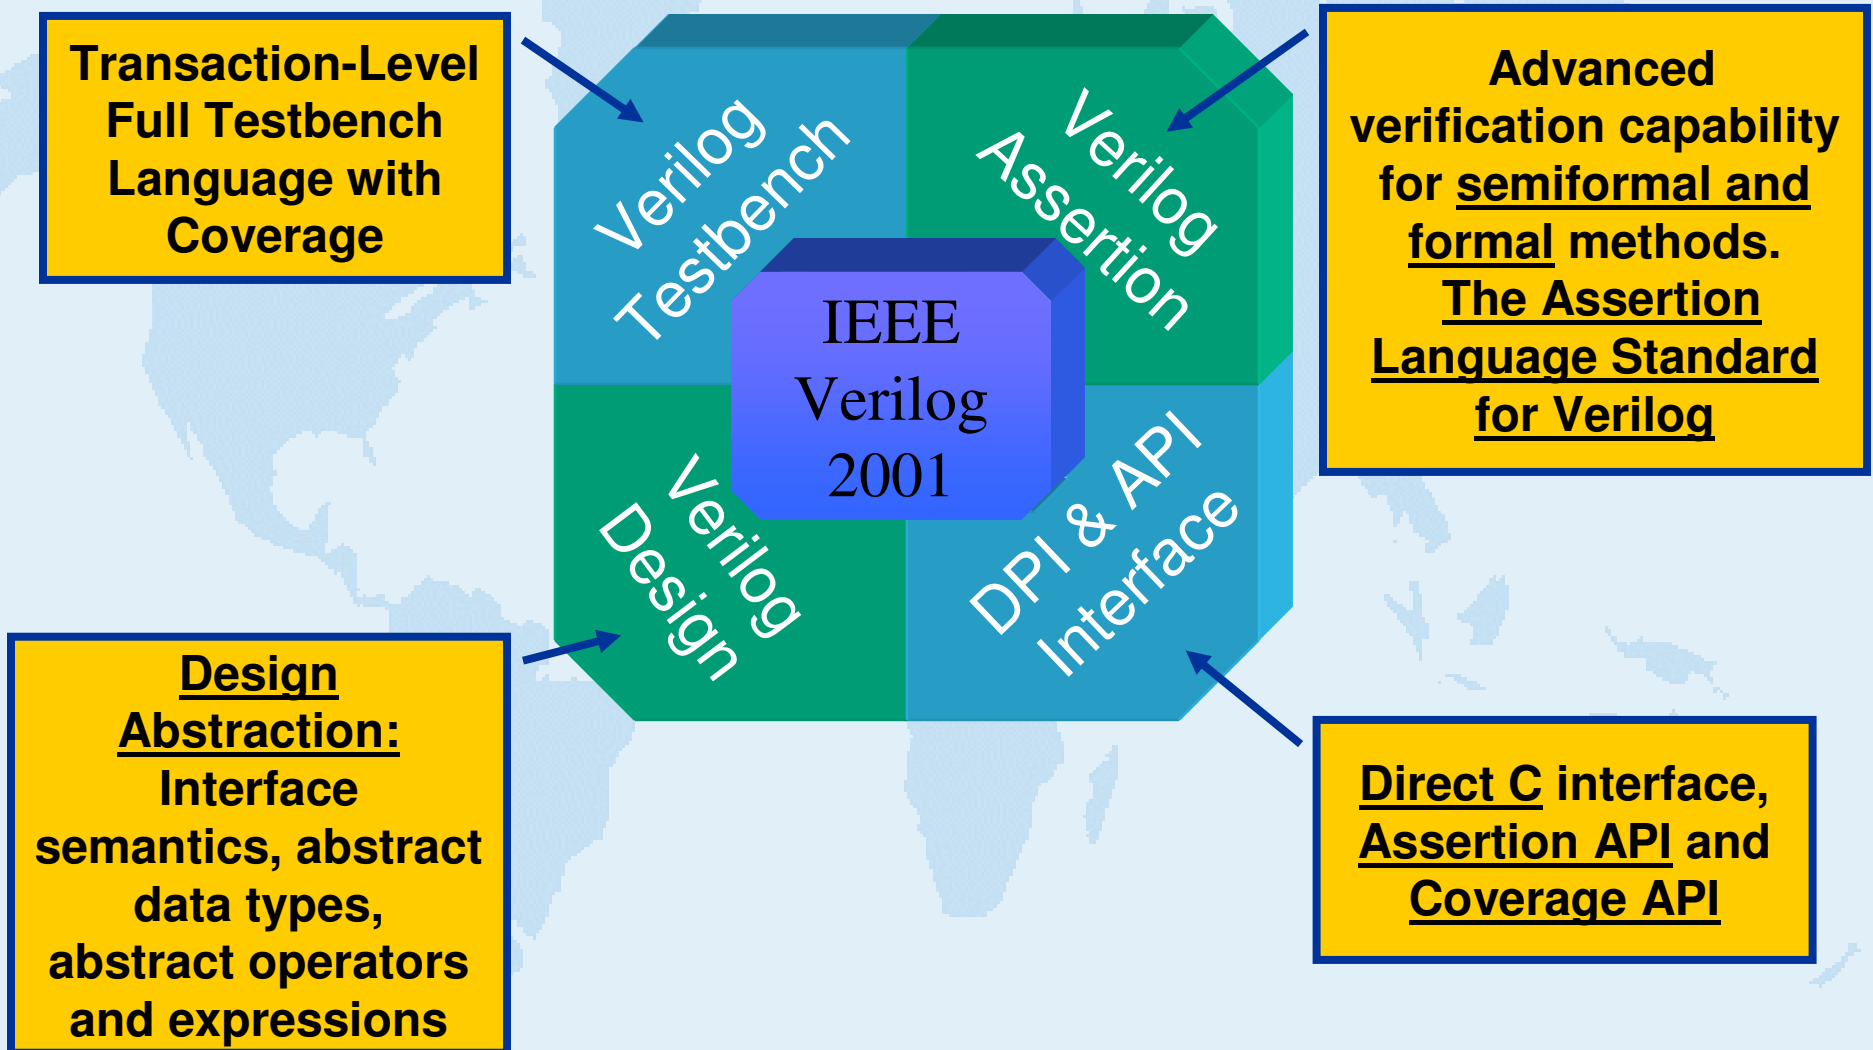 Transaction-Level
Full Testbench
Language with
Coverage
Verilog
Testbench
Verilog
Assertion
Advanced
verification capability
for semiformal and
formal methods.
The Assertion
Language Standard
for Verilog
IEEE
Verilog
2001
Verilog
Design
DPI & API
Interface
Design
Abstraction:
Interface
semantics, abstract
data types,
abstract operators
and expressions
Direct C interface,
Assertion API and
Coverage API